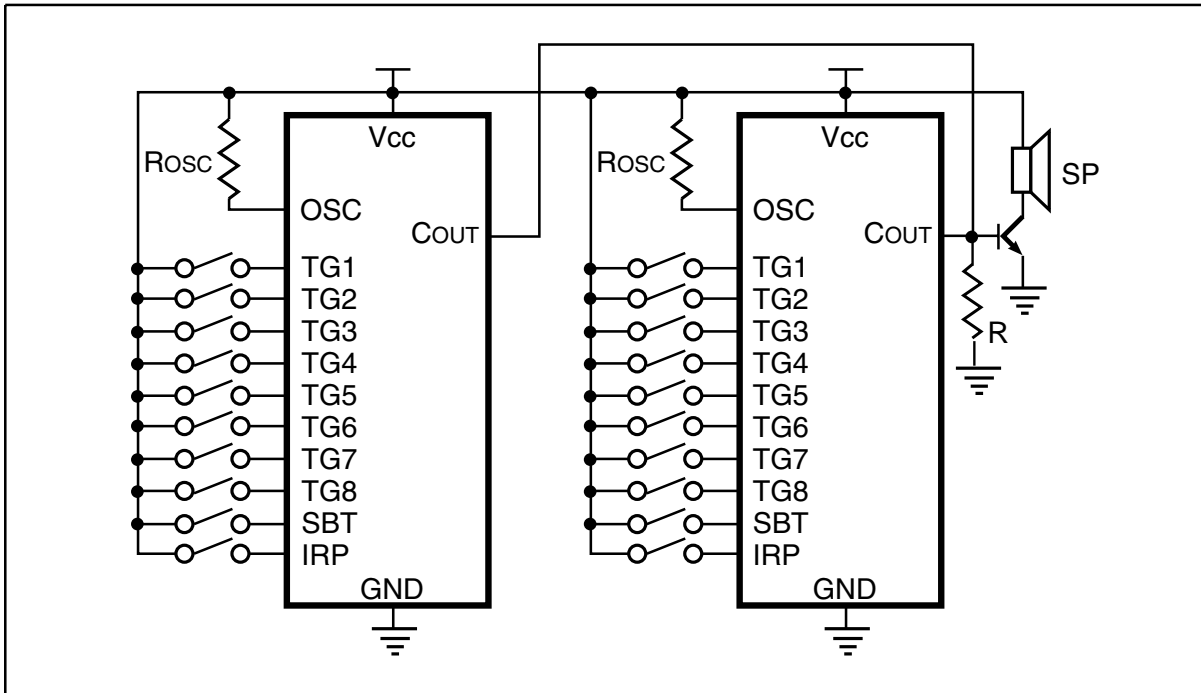 Vcc
Rosc
OSC
COUT
TG1
TG2
TG3
TG4
TG5
TG6
TG7
TG8
SBT
IRP
GND
Vcc
Rosc
OSC
COUT
TG1
TG2
TG3
TG4
TG5
TG6
TG7
TG8
SBT
IRP
GND
SP
R